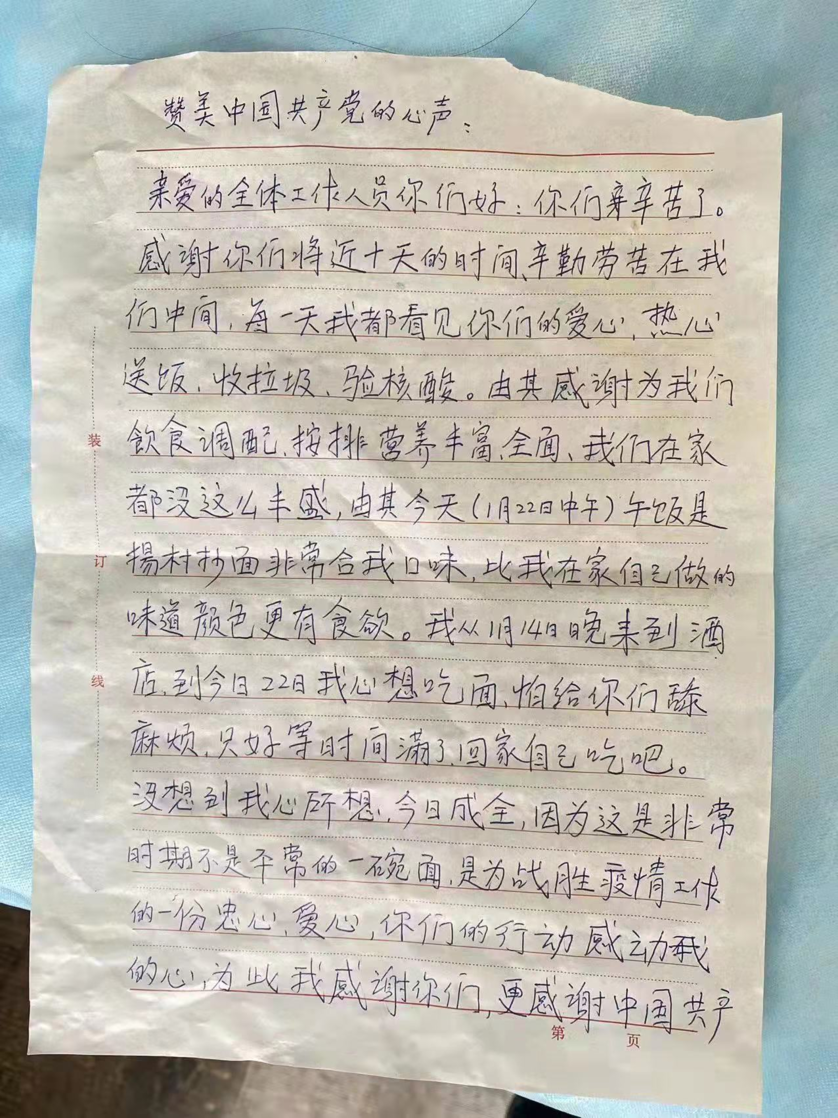 赞美中国共产党的心声：
亲爱的全体工作人员你们好：你们辛苦了。
感谢你们将近十天的时间、辛勤劳苦在我
们中间，每一天我都看见你们的爱心、热心
送饭、收拉圾、验核酸。由其感谢为我们
飲食调配、按排营养丰富、全面、我们在家
都没这么丰盛，由其今天（1月22日中午）午饭是
揚村抄面非常合我口味，比我在家自己做的
味道颜色更有食欲。我从1月14日晚来到酒
店，到今日22日我心想吃面、怕给你们
麻烦，只好等时间满了回家自己吃吧。
没想到我心所想，今日成全，因为这是非常
时期不是平常的一碗面，是为战胜疫情工作
的一份忠心、爱心，你们的行动感动我
的心，为此我感谢你们，更感谢中国共产
装
订
线
第 页